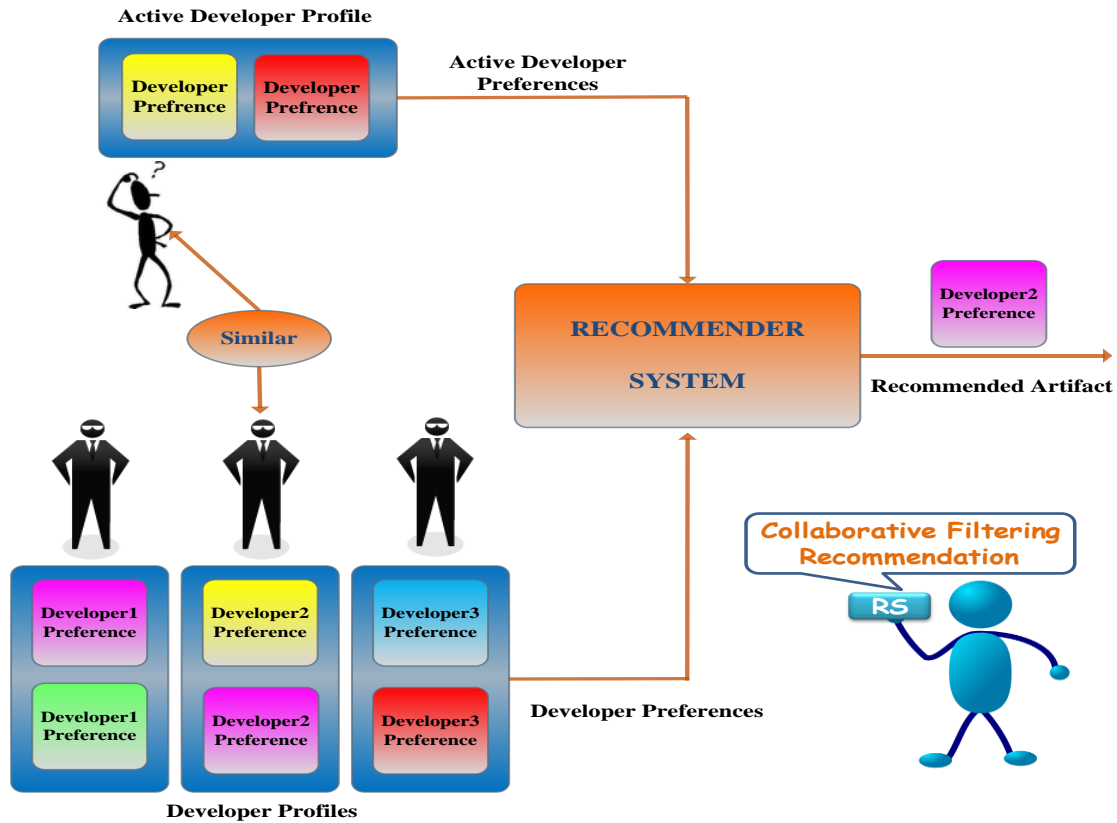 Active Developer Profile
Developer
Prefrence
Developer
Prefrence
Active Developer
Preferences
Similar
RECOMMENDER
SYSTEM
Developer2
Preference
Recommended Artifact
Collaborative Filtering
Recommendation
RS
Developer1
Preference
Developer2
Preference
Developer3
Preference
Developer1
Preference
Developer2
Preference
Developer3
Preference
Developer Preferences
Developer Profiles
?